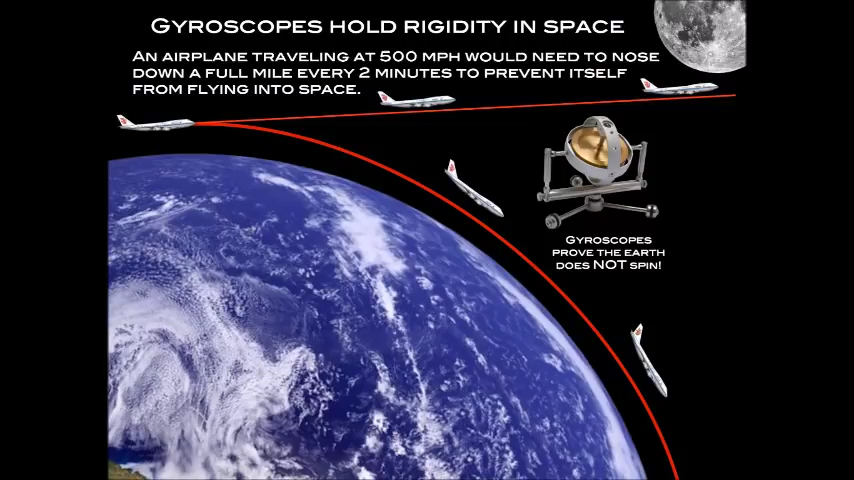 Gyroscopes hold rigidity in space
An airplane traveling at 500 mph would need to nose
down a full mile every 2 minutes to prevent itself
from flying into space.
Gyroscopes
prove the earth
does NOT spin!